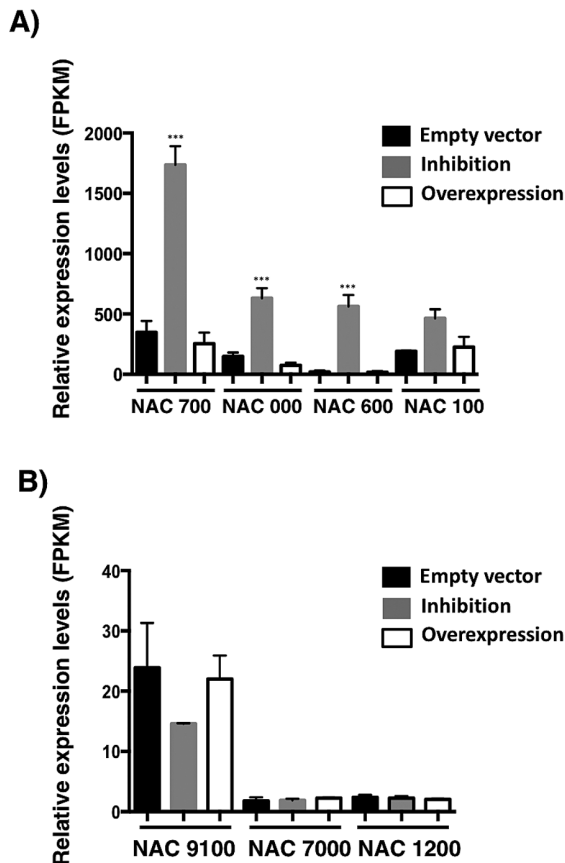 A)
Relative expression levels (FPKM)
2000
1500
1000
500
0
***
***
***
Empty vector
Inhibition
Overexpression
NAC 700 NAC 000 NAC 600 NAC 100
B)
Relative expression levels (FPKM)
40
30
20
10
0
Empty vector
Inhibition
Overexpression
NAC 9100 NAC 7000 NAC 1200